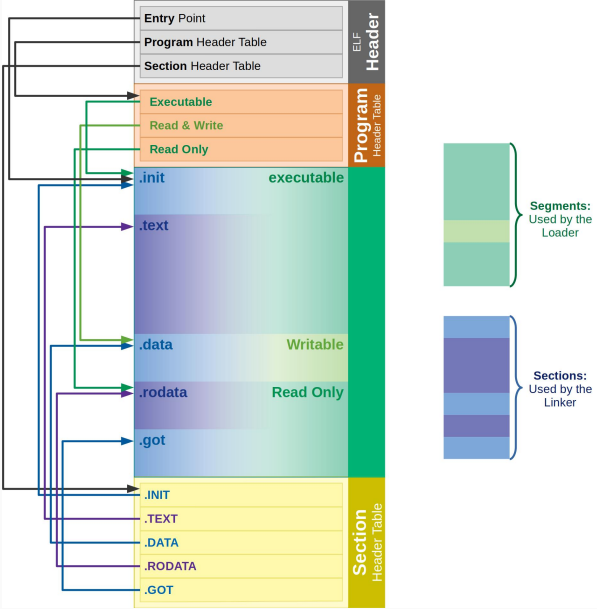 Entry Point
Program Header Table
Section Header Table
ELF
Header
Executable
Read & Write
Read Only
Program
Header Table
.init
executable
.text
.data
Writable
.rodata
Read Only
.got
.INIT
.TEXT
.DATA
.RODATA
.GOT
Section
Header Table
Segments:
Used by the
Loader
Sections:
Used by the
Linker